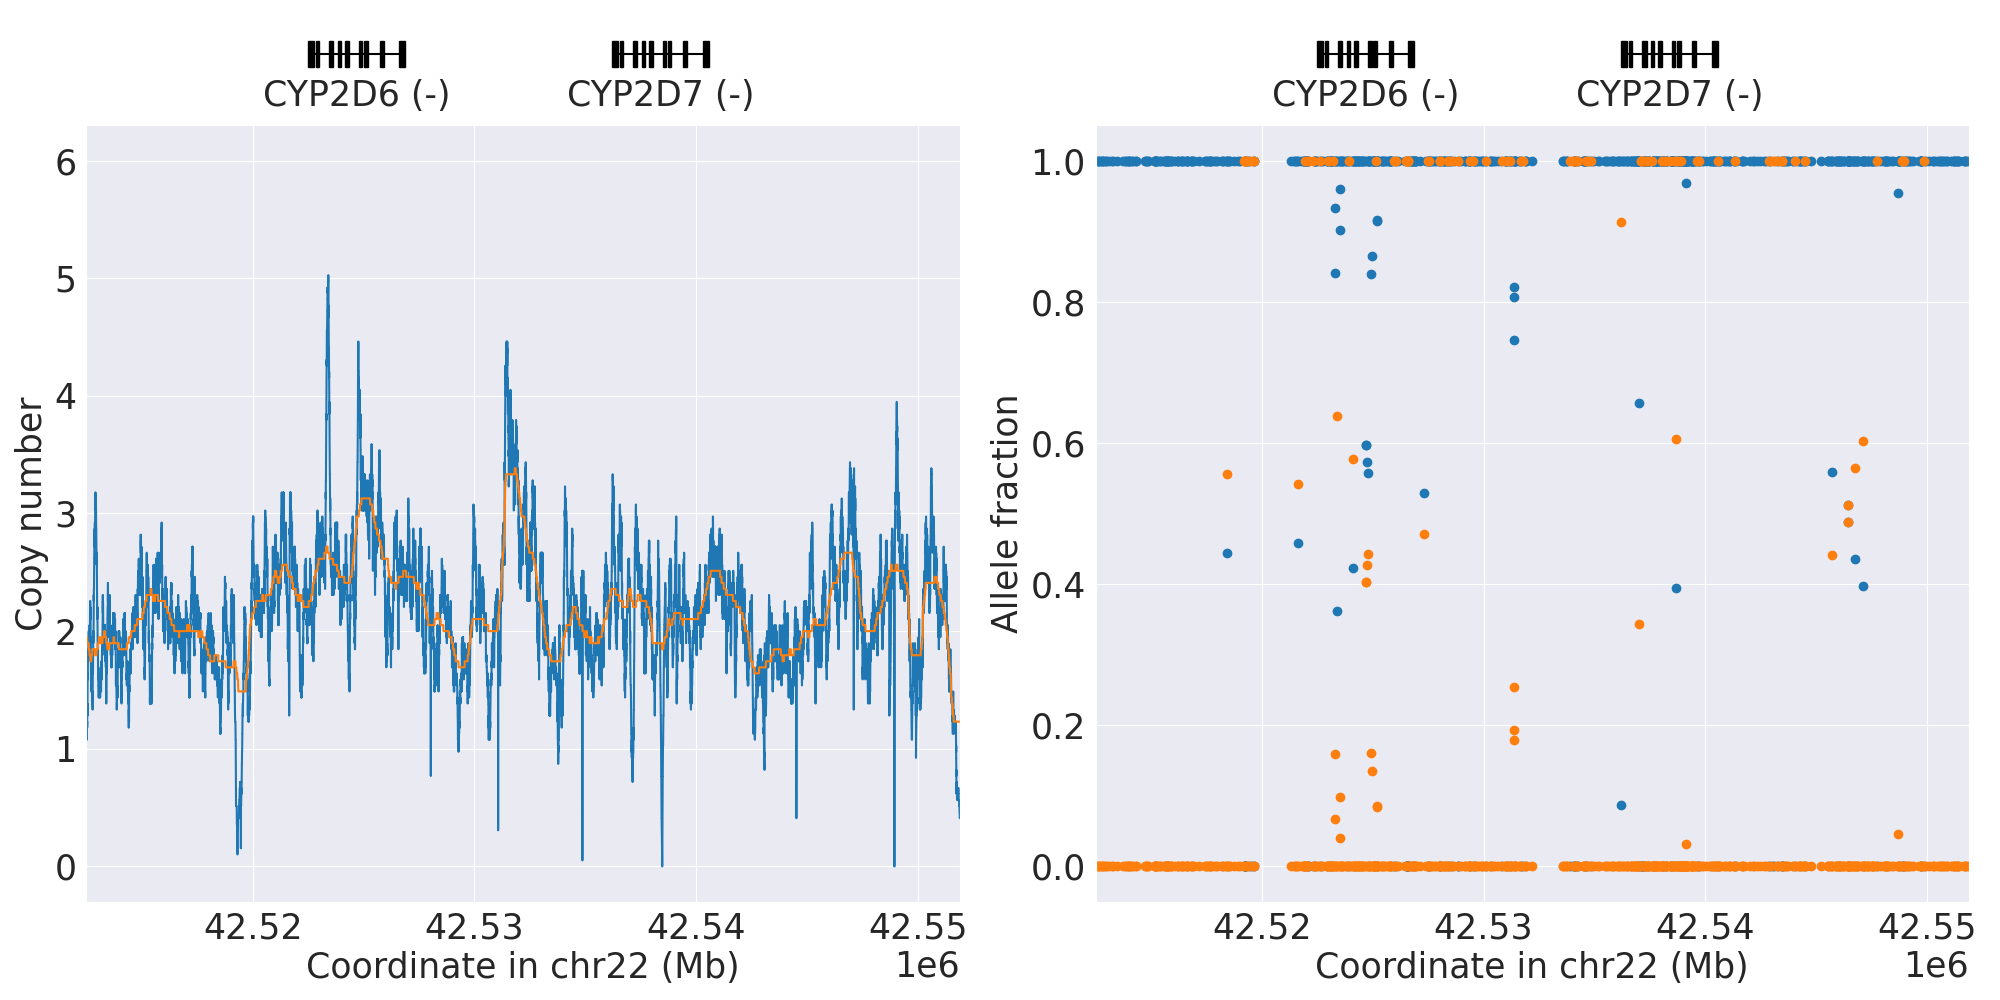 CYP2D6 (-) CYP2D7 (-)
Copy number
6
5
4
3
2
1
0
42.52 42.53 42.54 42.55
1e6
Coordinate in chr22 (Mb)
CYP2D6 (-) CYP2D7 (-)
Allele fraction
1.0
0.8
0.6
0.4
0.2
0.0
42.52 42.53 42.54 42.55
1e6
Coordinate in chr22 (Mb)